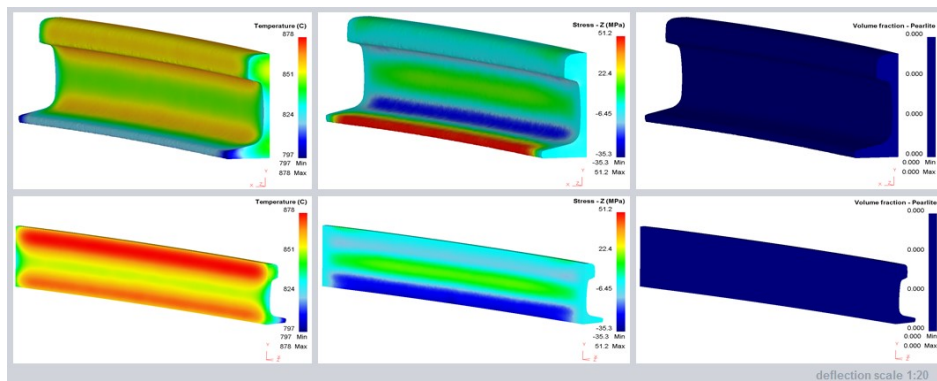 Temperature (C)
878
851
824
797
797 Min
878 Max
Stress - Z (MPa)
51.2
22.4
-6.45
-35.3
-35.3 Min
51.2 Max
Volume fraction - Pearlite
0.000
0.000
0.000
0.000
0.000 Min
0.000 Max
Temperature (C)
878
851
824
797
797 Min
878 Max
Stress - Z (MPa)
51.2
22.4
-6.45
-35.3
-35.3 Min
51.2 Max
Volume fraction - Pearlite
0.000
0.000
0.000
0.000
0.000 Min
0.000 Max
deflection scale 1:20